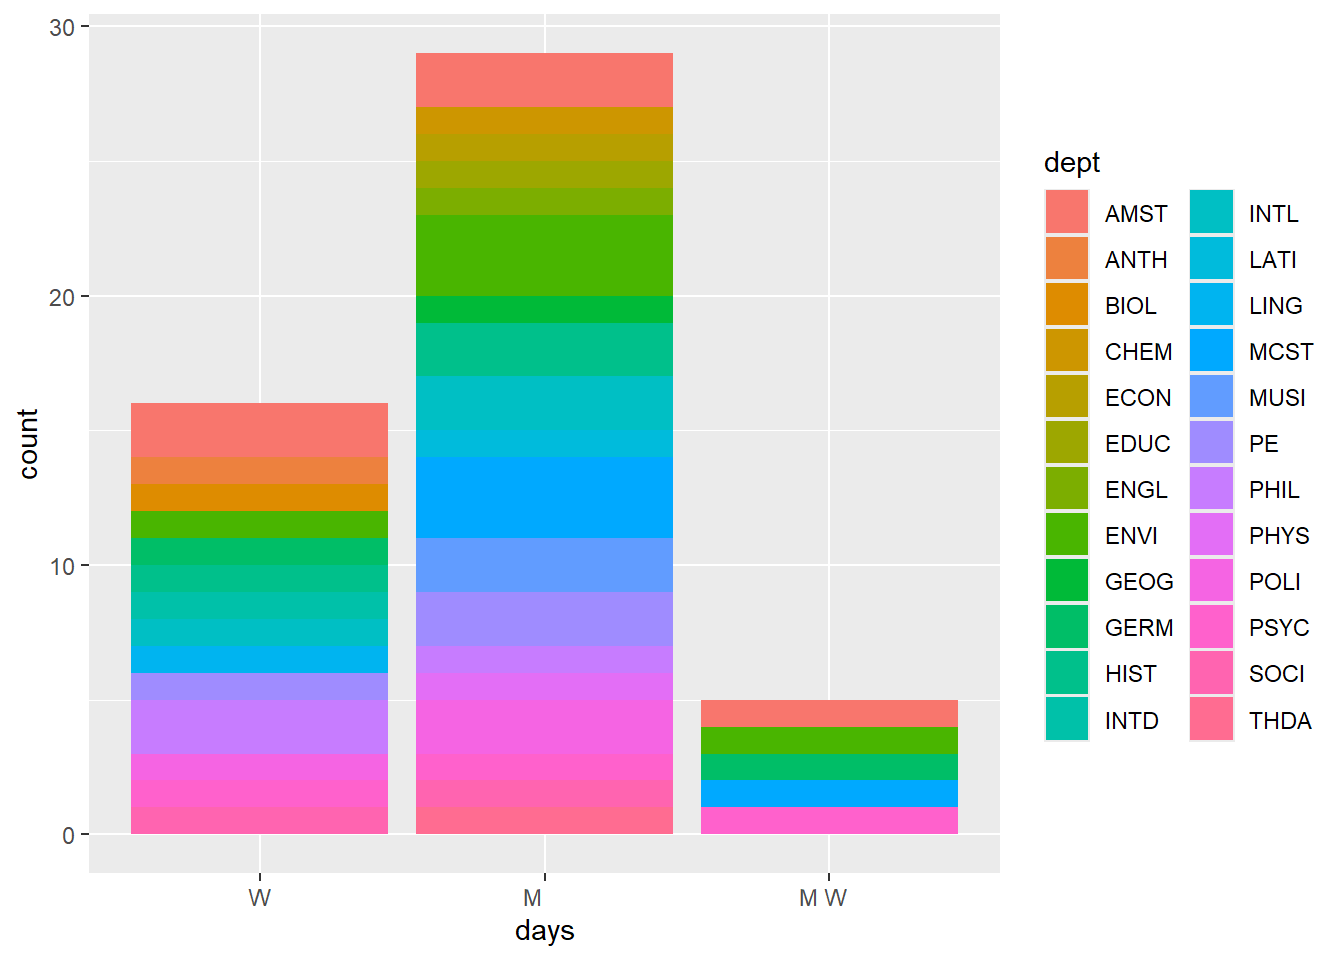 30
20
10
0
count
W
M
M W
days
dept
AMST
ANTH
BIOL
CHEM
ECON
EDUC
ENGL
ENVI
GEOG
GERM
HIST
INTD
INTL
LATI
LING
MCST
MUSI
PE
PHIL
PHYS
POLI
PSYC
SOCI
THDA